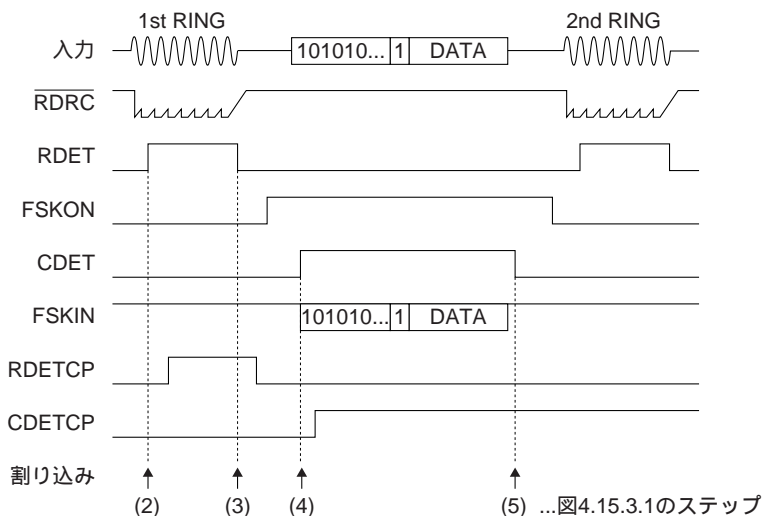 1st RING 2nd RING
入力 101010... 1 DATA
RDRC
RDET
FSKON
CDET
FSKIN 101010... 1 DATA
RDETCP
CDETCP
割り込み
(2) (3) (4) (5) ...図4.15.3.1のステップ